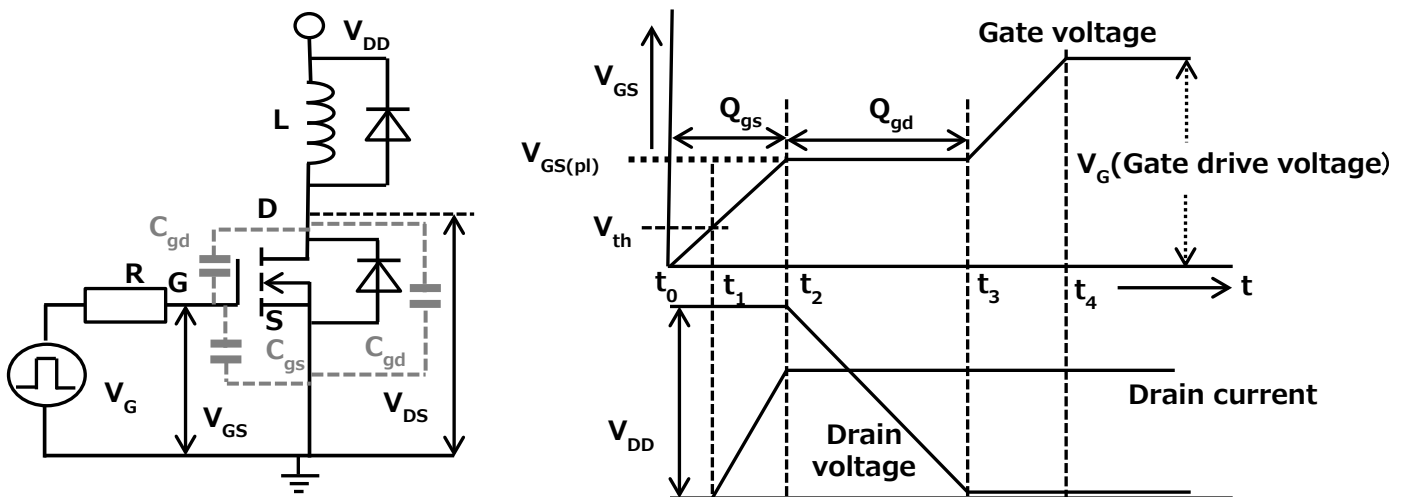 V_DD
L
D
C_gd
R
G
S
C_gs
C_gd
V_G
V_GS
V_DS
Gate voltage
V_GS
Q_gs
Q_gd
V_GS(pl)
V_G(Gate drive voltage)
V_th
t_0
t_1
t_2
t_3
t_4
t
Drain current
V_DD
Drain
voltage